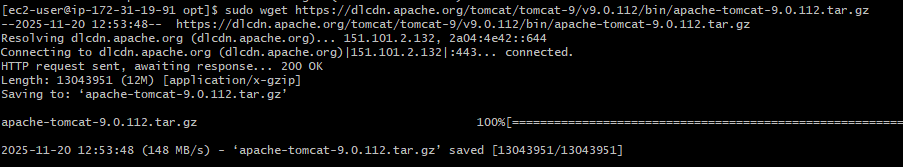 [ec2-user@ip-172-31-19-91 opt]$ sudo wget https://dlcdn.apache.org/tomcat/tomcat-9/v9.0.112/bin/apache-tomcat-9.0.112.tar.gz
--2025-11-20 12:53:48--  https://dlcdn.apache.org/tomcat/tomcat-9/v9.0.112/bin/apache-tomcat-9.0.112.tar.gz
Resolving dlcdn.apache.org (dlcdn.apache.org)... 151.101.2.132, 2a04:4e42::644
Connecting to dlcdn.apache.org (dlcdn.apache.org)|151.101.2.132|:443... connected.
HTTP request sent, awaiting response... 200 OK
Length: 13043951 (12M) [application/x-gzip]
Saving to: ‘apache-tomcat-9.0.112.tar.gz’
apache-tomcat-9.0.112.tar.gz 100%[========================================================
2025-11-20 12:53:48 (148 MB/s) - ‘apache-tomcat-9.0.112.tar.gz’ saved [13043951/13043951]